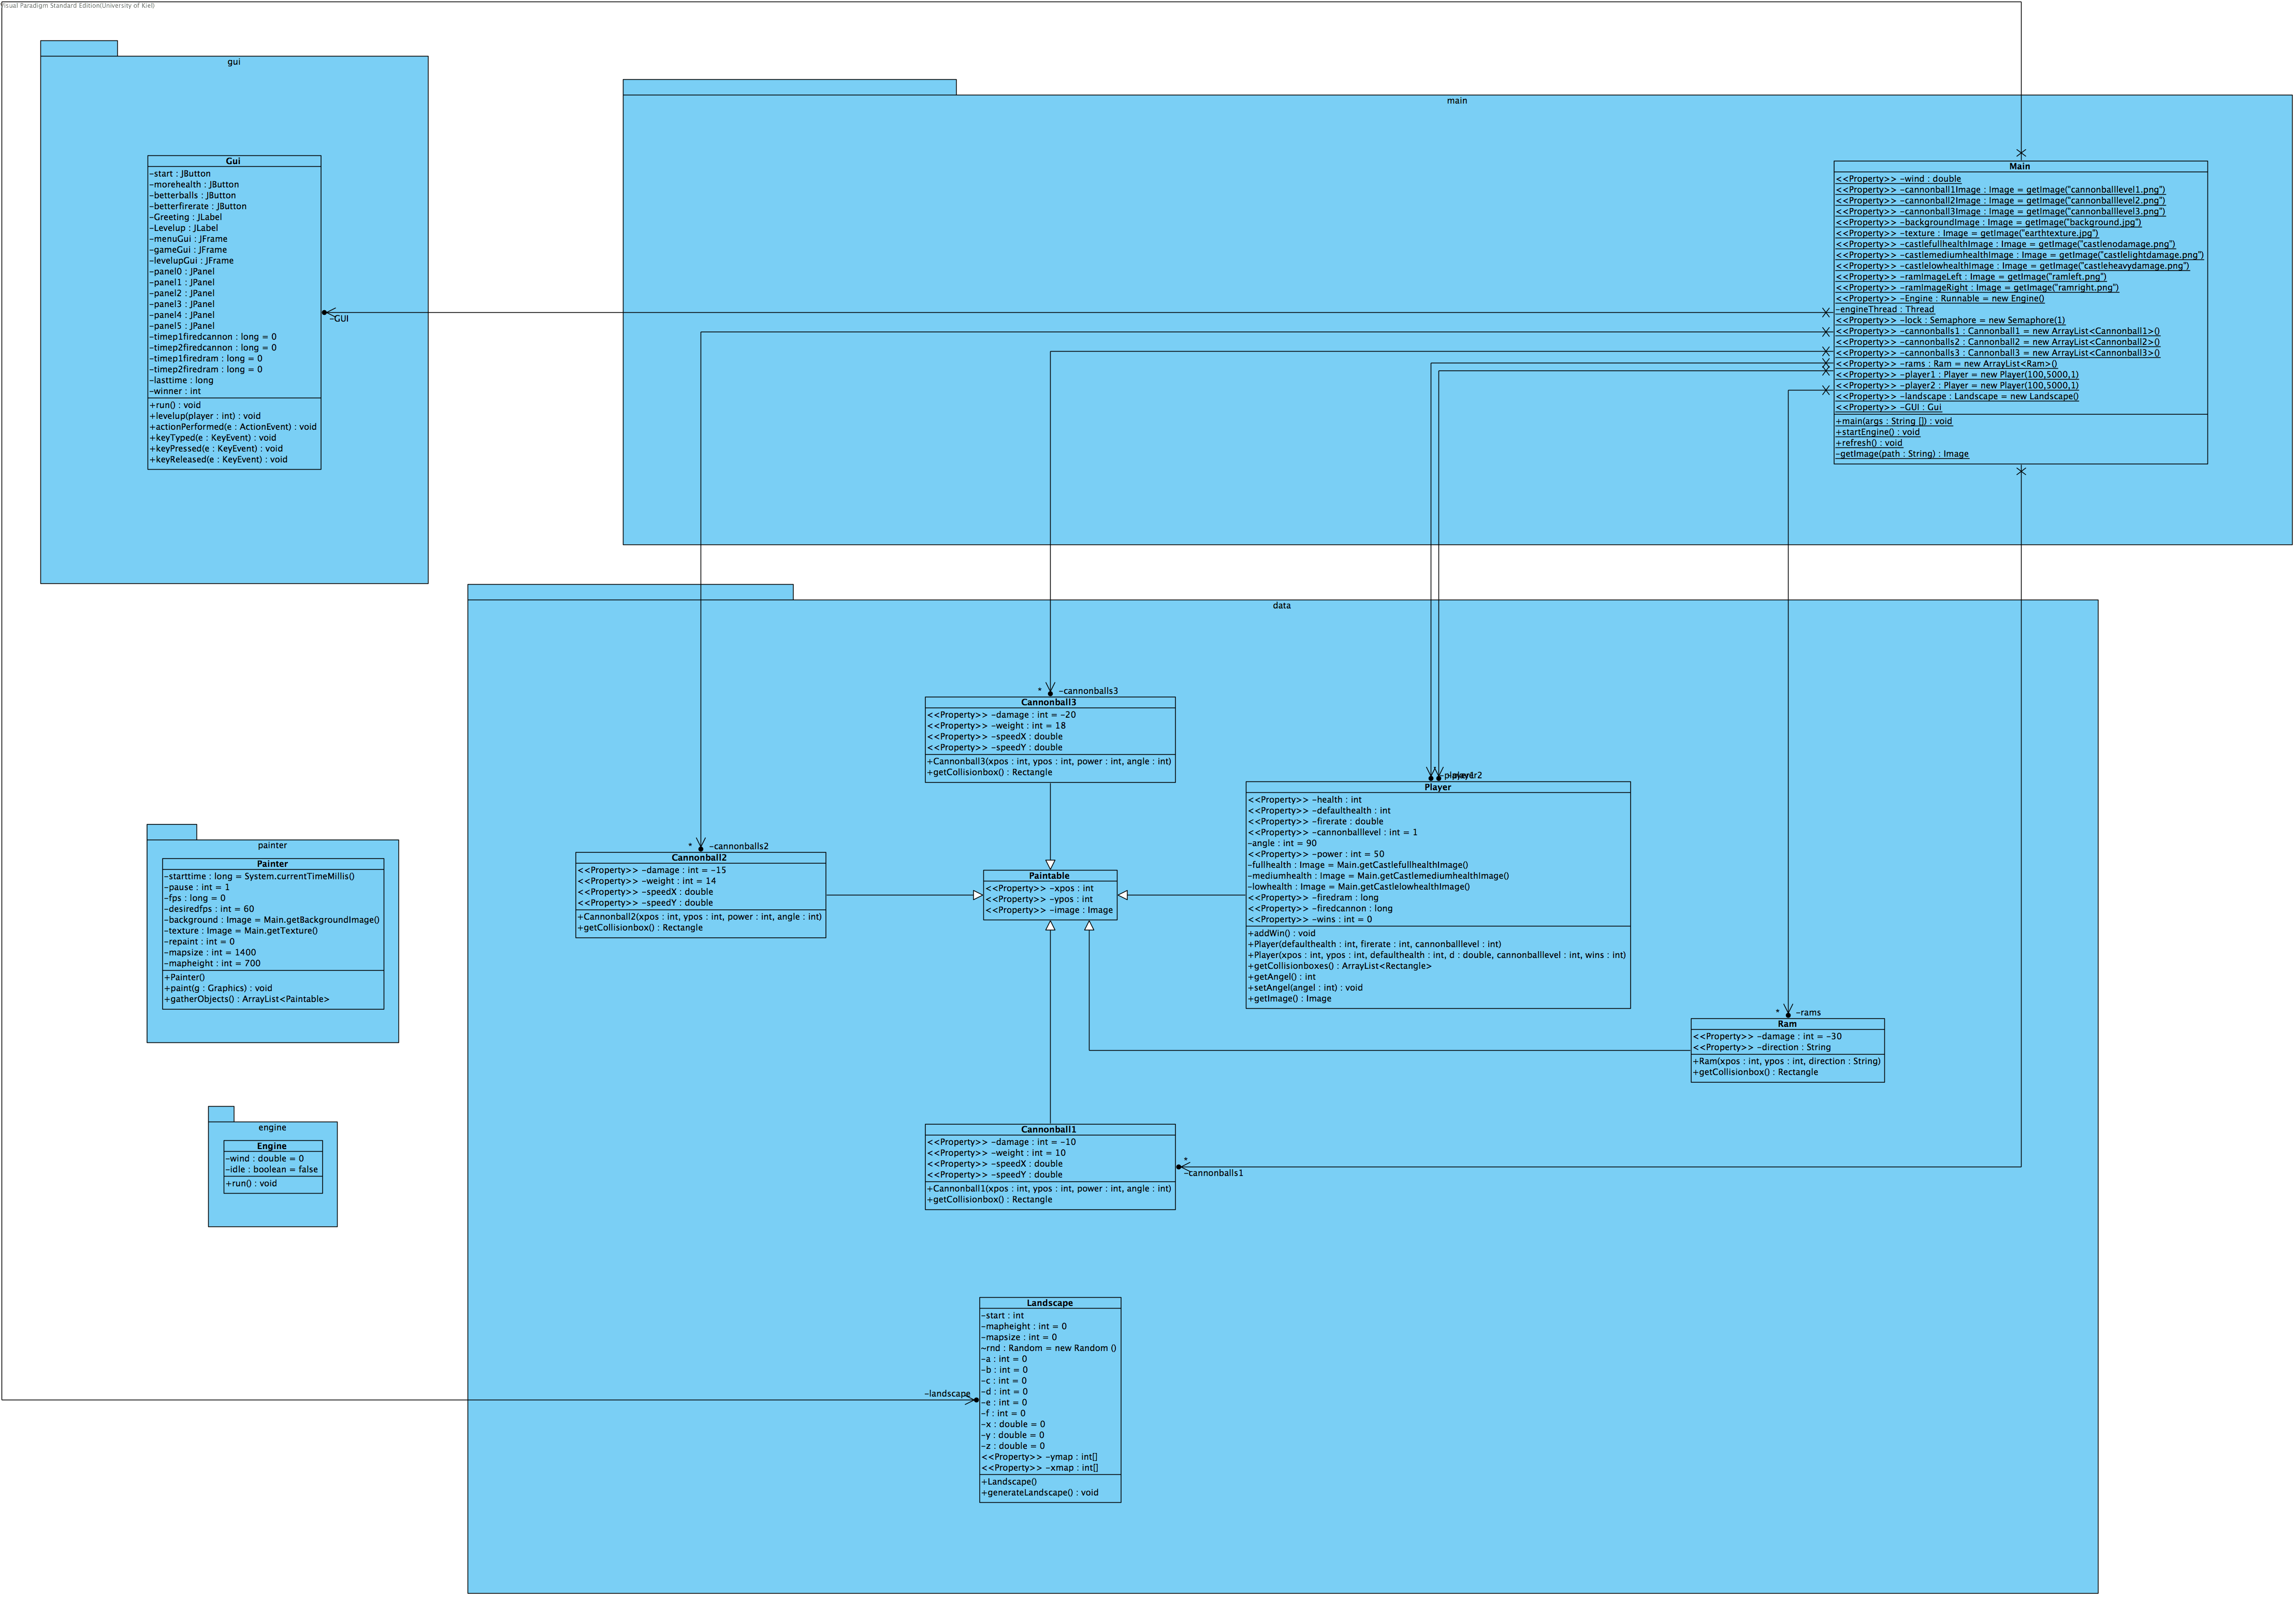 Visual Paradigm Standard Edition(University of Kiel)
gui
Gui
-start : JButton
-morehealth : JButton
-betterballs : JButton
-betterfirerate : JButton
-Greeting : JLabel
-Levelup : JLabel
-menuGui : JFrame
-gameGui : JFrame
-levelupGui : JFrame
-panel0 : JPanel
-panel1 : JPanel
-panel2 : JPanel
-panel3 : JPanel
-panel4 : JPanel
-panel5 : JPanel
-timep1firedcannon : long = 0
-timep2firedcannon : long = 0
-timep1firedram : long = 0
-timep2firedram : long = 0
-lasttime : long
-winner : int
+run() : void
+levelup(player : int) : void
+actionPerformed(e : ActionEvent) : void
+keyTyped(e : KeyEvent) : void
+keyPressed(e : KeyEvent) : void
+keyReleased(e : KeyEvent) : void
-GUI
main
Main
<<Property>> -wind : double
<<Property>> -cannonball1Image : Image = getImage("cannonballlevel1.png")
<<Property>> -cannonball2Image : Image = getImage("cannonballlevel2.png")
<<Property>> -cannonball3Image : Image = getImage("cannonballlevel3.png")
<<Property>> -backgroundImage : Image = getImage("background.jpg")
<<Property>> -texture : Image = getImage("earthtexture.jpg")
<<Property>> -castlefullhealthImage : Image = getImage("castlenodamage.png")
<<Property>> -castlemediumhealthImage : Image = getImage("castlelightdamage.png")
<<Property>> -castlelowhealthImage : Image = getImage("castleheavydamage.png")
<<Property>> -ramImageLeft : Image = getImage("ramleft.png")
<<Property>> -ramImageRight : Image = getImage("ramright.png")
<<Property>> -Engine : Runnable = new Engine()
-engineThread : Thread
<<Property>> -lock : Semaphore = new Semaphore(1)
<<Property>> -cannonballs1 : Cannonball1 = new ArrayList<Cannonball1>()
<<Property>> -cannonballs2 : Cannonball2 = new ArrayList<Cannonball2>()
<<Property>> -cannonballs3 : Cannonball3 = new ArrayList<Cannonball3>()
<<Property>> -rams : Ram = new ArrayList<Ram>()
<<Property>> -player1 : Player = new Player(100,5000,1)
<<Property>> -player2 : Player = new Player(100,5000,1)
<<Property>> -landscape : Landscape = new Landscape()
<<Property>> -GUI : Gui
+main(args : String []) : void
+startEngine() : void
+refresh() : void
-getImage(path : String) : Image
data
* -cannonballs3
Cannonball3
<<Property>> -damage : int = -20
<<Property>> -weight : int = 18
<<Property>> -speedX : double
<<Property>> -speedY : double
+Cannonball3(xpos : int, ypos : int, power : int, angle : int)
+getCollisionbox() : Rectangle
* -cannonballs2
Cannonball2
<<Property>> -damage : int = -15
<<Property>> -weight : int = 14
<<Property>> -speedX : double
<<Property>> -speedY : double
+Cannonball2(xpos : int, ypos : int, power : int, angle : int)
+getCollisionbox() : Rectangle
Paintable
<<Property>> -xpos : int
<<Property>> -ypos : int
<<Property>> -image : Image
-player1
-player2
Player
<<Property>> -health : int
<<Property>> -defaulthealth : int
<<Property>> -firerate : double
<<Property>> -cannonballlevel : int = 1
-angle : int = 90
<<Property>> -power : int = 50
-fullhealth : Image = Main.getCastlefullhealthImage()
-mediumhealth : Image = Main.getCastlemediumhealthImage()
-lowhealth : Image = Main.getCastlelowhealthImage()
<<Property>> -firedram : long
<<Property>> -firedcannon : long
<<Property>> -wins : int = 0
+addWin() : void
+Player(defaulthealth : int, firerate : int, cannonballlevel : int)
+Player(xpos : int, ypos : int, defaulthealth : int, d : double, cannonballlevel : int, wins : int)
+getCollisionboxes() : ArrayList<Rectangle>
+getAngel() : int
+setAngel(angel : int) : void
+getImage() : Image
* -rams
Ram
<<Property>> -damage : int = -30
<<Property>> -direction : String
+Ram(xpos : int, ypos : int, direction : String)
+getCollisionbox() : Rectangle
painter
Painter
-starttime : long = System.currentTimeMillis()
-pause : int = 1
-fps : long = 0
-desiredfps : int = 60
-background : Image = Main.getBackgroundImage()
-texture : Image = Main.getTexture()
-repaint : int = 0
-mapsize : int = 1400
-mapheight : int = 700
+Painter()
+paint(g : Graphics) : void
+gatherObjects() : ArrayList<Paintable>
engine
Engine
-wind : double = 0
-idle : boolean = false
+run() : void
Cannonball1
<<Property>> -damage : int = -10
<<Property>> -weight : int = 10
<<Property>> -speedX : double
<<Property>> -speedY : double
+Cannonball1(xpos : int, ypos : int, power : int, angle : int)
+getCollisionbox() : Rectangle
*
-cannonballs1
-landscape
Landscape
-start : int
-mapheight : int = 0
-mapsize : int = 0
~rnd : Random = new Random ()
-a : int = 0
-b : int = 0
-c : int = 0
-d : int = 0
-e : int = 0
-f : int = 0
-x : double = 0
-y : double = 0
-z : double = 0
<<Property>> -ymap : int[]
<<Property>> -xmap : int[]
+Landscape()
+generateLandscape() : void